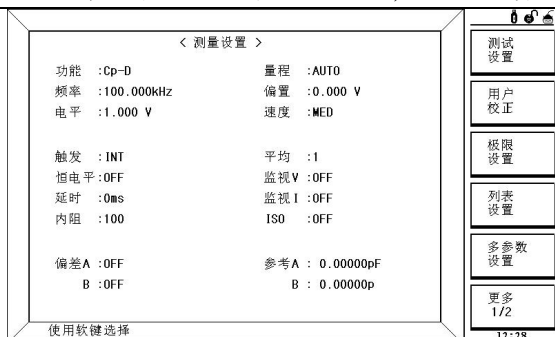 < 测量设置 >
功能 :Cp-D 量程 :AUTO
频率 :100.000kHz 偏置 :0.000 V
电平 :1.000 V 速度 :MED
触发 :INT 平均 :1
恒电平:OFF 监视V :OFF
延时 :0ms 监视I :OFF
内阻 :100 ISO :OFF
偏差A :OFF 参考A : 0.00000pF
B :OFF B : 0.00000p
使用软键选择
测试
设置
用户
校正
极限
设置
列表
设置
多参数
设置
更多
1/2
12:28